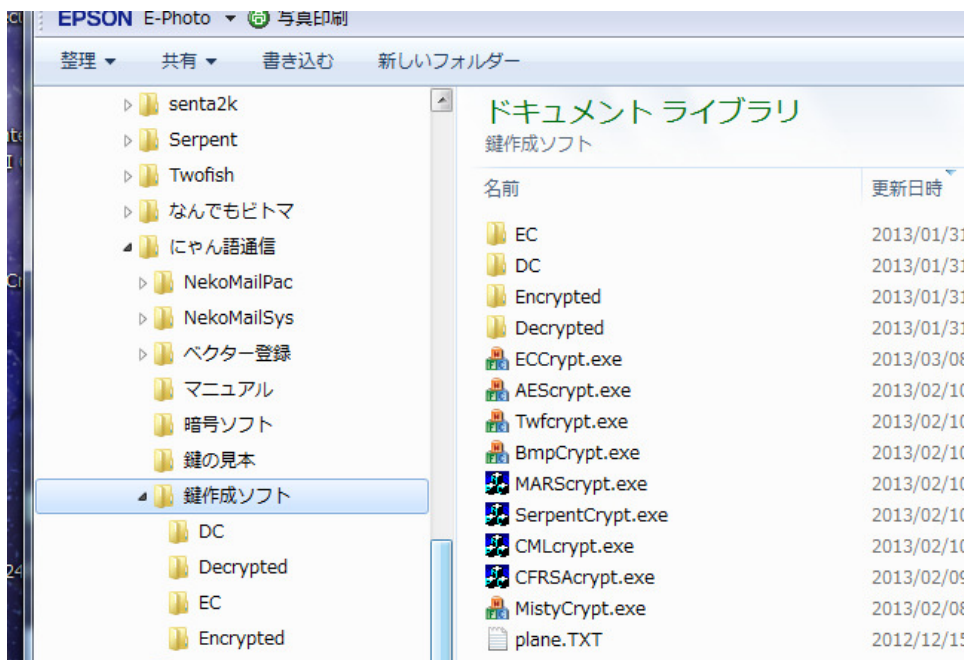 EPSON E-Photo 写真印刷
整理 共有 書き込む 新しいフォルダー
senta2k
Serpent
Twofish
なんでもビトマ
にゃん語通信
NekoMailPac
NekoMailSys
ベクター登録
マニュアル
暗号ソフト
鍵の見本
鍵作成ソフト
DC
Decrypted
EC
Encrypted
ドキュメント ライブラリ
鍵作成ソフト
名前 更新日時
EC 2013/01/31
DC 2013/01/31
Encrypted 2013/01/31
Decrypted 2013/01/31
ECCrypt.exe 2013/03/08
AEScrypt.exe 2013/02/10
Twfcrypt.exe 2013/02/10
BmpCrypt.exe 2013/02/10
MARScrypt.exe 2013/02/10
SerpentCrypt.exe 2013/02/10
CMLcrypt.exe 2013/02/10
CFRSAcrypt.exe 2013/02/09
MistyCrypt.exe 2013/02/08
plane.TXT 2012/12/15